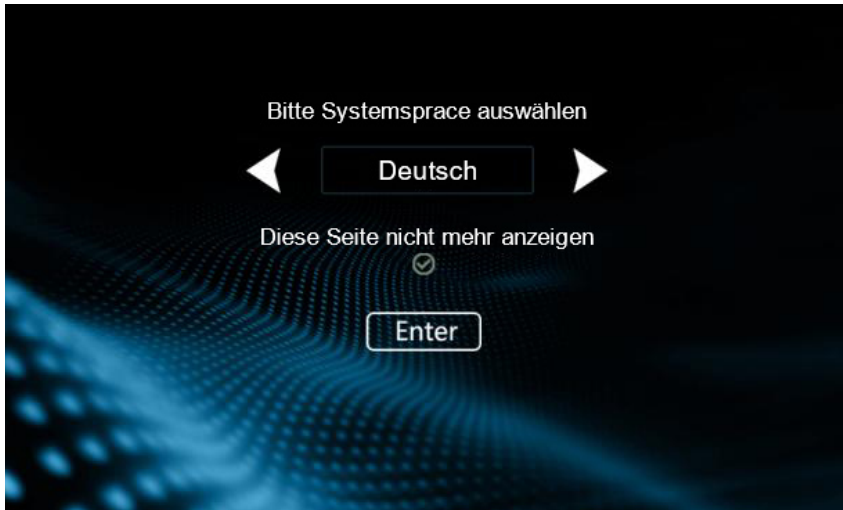 Bitte Systemsprace auswählen
Deutsch
Diese Seite nicht mehr anzeigen
Enter